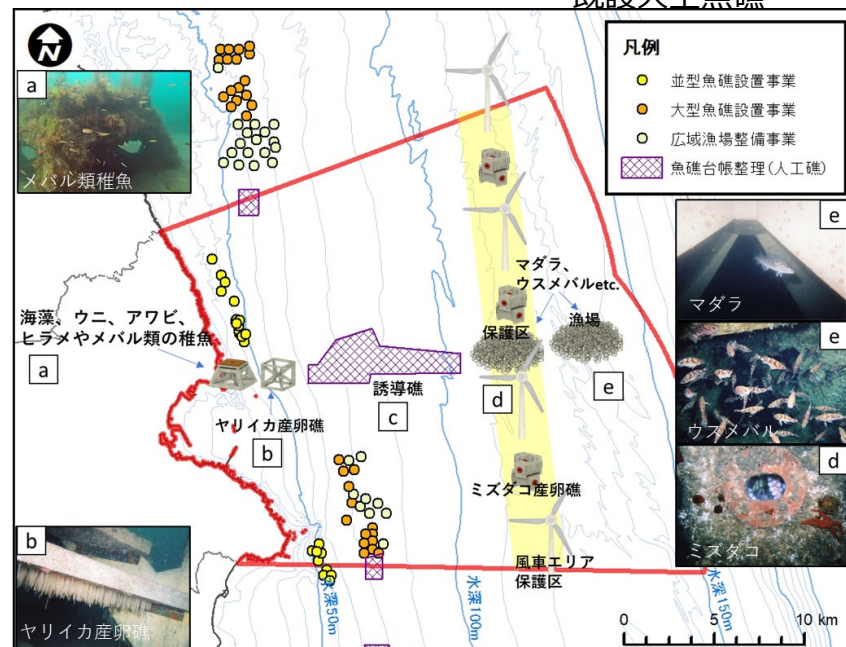 既設人工魚礁
N
a
メバル類稚魚
凡例
並型魚礁設置事業
大型魚礁設置事業
広域漁場整備事業
魚礁台帳整理(人工礁)
e
マダラ
マダラ、
ウスメバルetc.
保護区
漁場
海藻、ウニ、アワビ、
ヒラメやメバル類の稚魚
a
ヤリイカ産卵礁
b
誘導礁
c
d
e
e
ウスメバル
d
ミズダコ
ミズダコ産卵礁
風車エリア
保護区
b
ヤリイカ産卵礁
水深50m
水深100m
水深150m
0 5 10 km